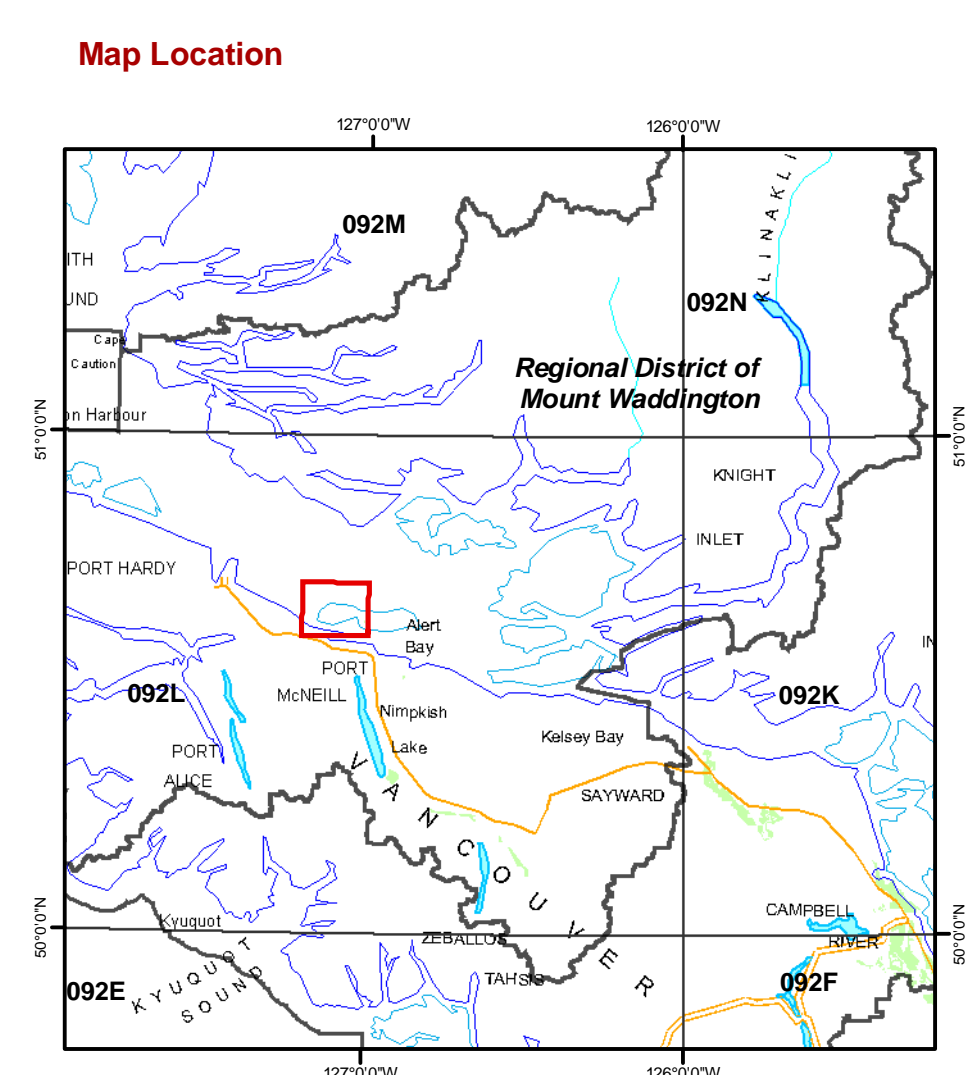 Map Location
127°0'0"W
126°0'0"W
KLINAKLI
092M
ITH
UND
092N
Cape
Caution
Regional District of
Mount Waddington
on Harbour
51°0'0"N
51°0'0"N
KNIGHT
INLET
PORT HARDY
Alert
Bay
PORT
McNEILL
092L
092K
Nimpkish
Lake
Kelsey Bay
PORT
ALICE
SAYWARD
VANCOUVER
CAMPBELL
RIVER
50°0'0"N
50°0'0"N
Kyuquot
ZEBALLOS
TAHSIS
KYUQUOT
SOUND
092E
092F
127°0'0"W
126°0'0"W